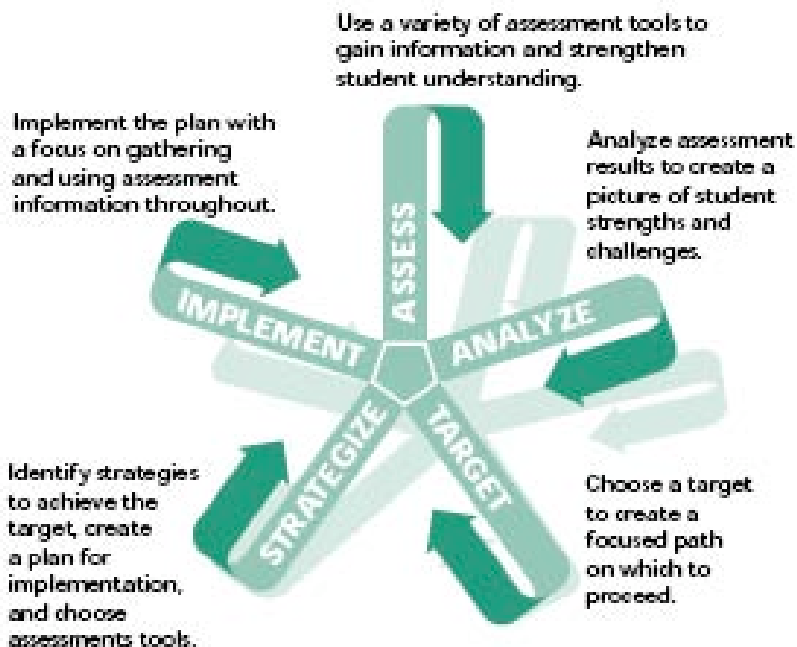 Use a variety of assessment tools to
gain information and strengthen
student understanding.
Implement the plan with
a focus on gathering
and using assessment
information throughout.
Analyze assessment
results to create a
picture of student
strengths and
challenges.
ASSESS
IMPLEMENT
ANALYZE
STRATEGIZE
TARGET
Identify strategies
to achieve the
target, create
a plan for
implementation,
and choose
assessments tools.
Choose a target
to create a
focused path
on which to
proceed.